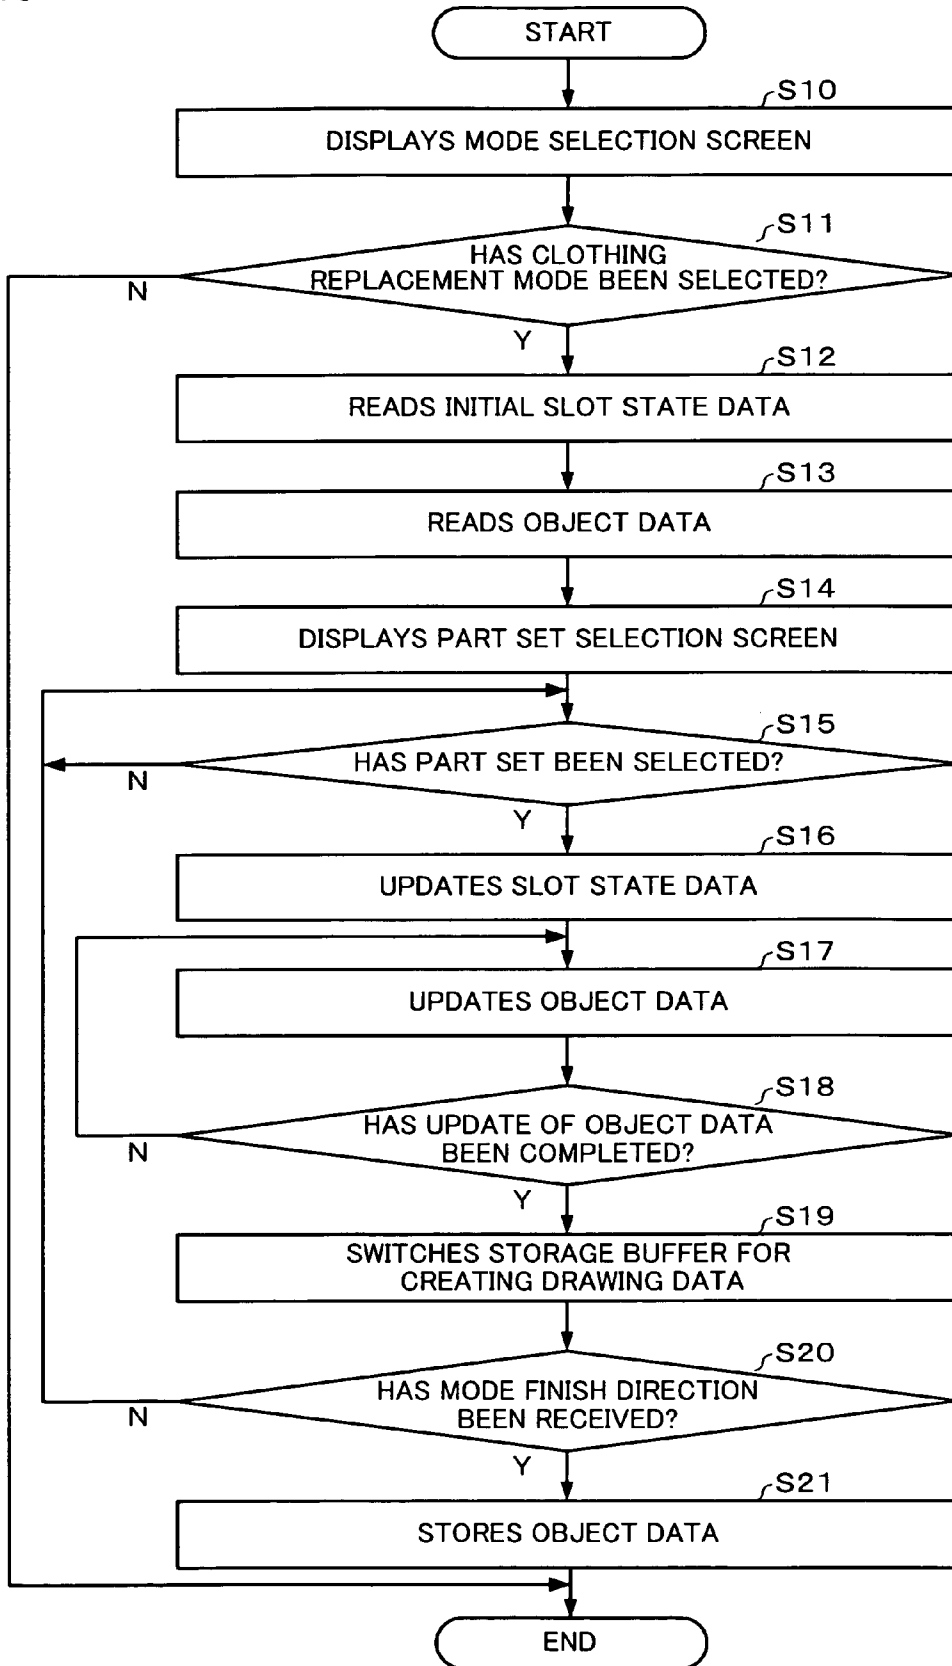 START
S10
DISPLAYS MODE SELECTION SCREEN
S11
HAS CLOTHING
REPLACEMENT MODE BEEN SELECTED?
N
Y
S12
READS INITIAL SLOT STATE DATA
S13
READS OBJECT DATA
S14
DISPLAYS PART SET SELECTION SCREEN
S15
HAS PART SET BEEN SELECTED?
N
Y
S16
UPDATES SLOT STATE DATA
S17
UPDATES OBJECT DATA
S18
HAS UPDATE OF OBJECT DATA
BEEN COMPLETED?
N
Y
S19
SWITCHES STORAGE BUFFER FOR
CREATING DRAWING DATA
S20
HAS MODE FINISH DIRECTION
BEEN RECEIVED?
N
Y
S21
STORES OBJECT DATA
END